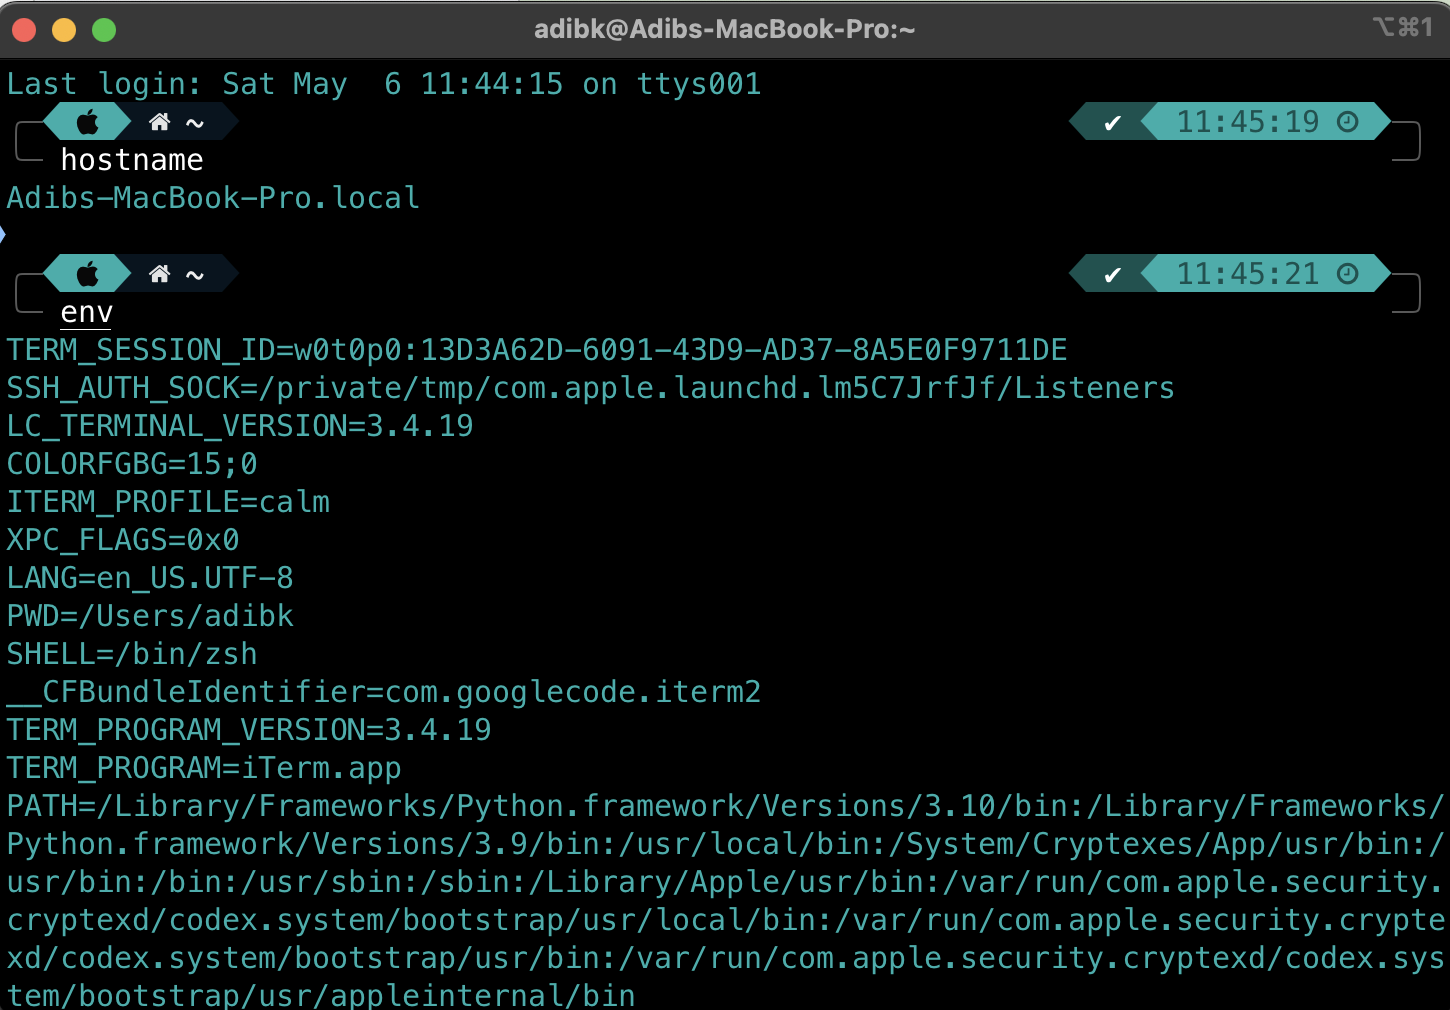 adibk@Adibs-MacBook-Pro:~ ⌥⌘1
Last login: Sat May  6 11:44:15 on ttys001
~ ✔ 11:45:19
hostname
Adibs-MacBook-Pro.local
~ ✔ 11:45:21
env
TERM_SESSION_ID=w0t0p0:13D3A62D-6091-43D9-AD37-8A5E0F9711DE
SSH_AUTH_SOCK=/private/tmp/com.apple.launchd.lm5C7JrfJf/Listeners
LC_TERMINAL_VERSION=3.4.19
COLORFGBG=15;0
ITERM_PROFILE=calm
XPC_FLAGS=0x0
LANG=en_US.UTF-8
PWD=/Users/adibk
SHELL=/bin/zsh
__CFBundleIdentifier=com.googlecode.iterm2
TERM_PROGRAM_VERSION=3.4.19
TERM_PROGRAM=iTerm.app
PATH=/Library/Frameworks/Python.framework/Versions/3.10/bin:/Library/Frameworks/
Python.framework/Versions/3.9/bin:/usr/local/bin:/System/Cryptexes/App/usr/bin:/
usr/bin:/bin:/usr/sbin:/sbin:/Library/Apple/usr/bin:/var/run/com.apple.security.
cryptexd/codex.system/bootstrap/usr/local/bin:/var/run/com.apple.security.crypte
xd/codex.system/bootstrap/usr/bin:/var/run/com.apple.security.cryptexd/codex.sys
tem/bootstrap/usr/appleinternal/bin